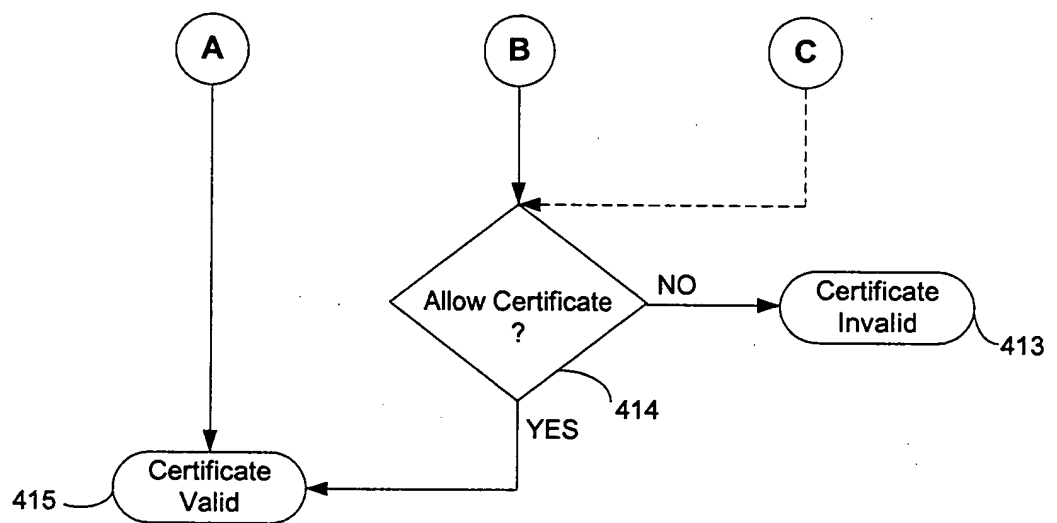 A
B
C
Allow Certificate
?
NO
Certificate
Invalid
413
414
YES
Certificate
Valid
415